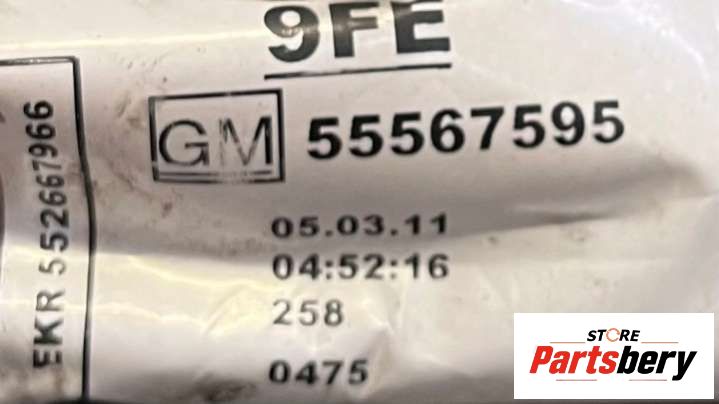 9FE
GM 55567595
EKR 552667966
05.03.11
04:52:16
258
0475
STORE
Partsbery